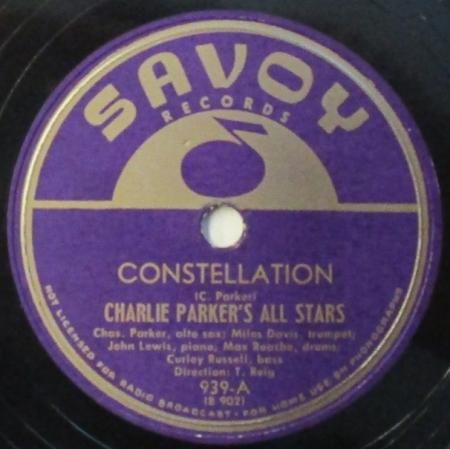 SAVOY
RECORDS
CONSTELLATION
(C. Parker)
CHARLIE PARKER'S ALL STARS
Chas. Parker, alto sax; Miles Davis, trumpet;
John Lewis, piano; Max Roache, drums;
Curley Russell, bass
Direction: T. Reig
939-A
(B 902)
NOT LICENSED FOR RADIO BROADCAST • FOR HOME USE ON PHONOGRAPHS